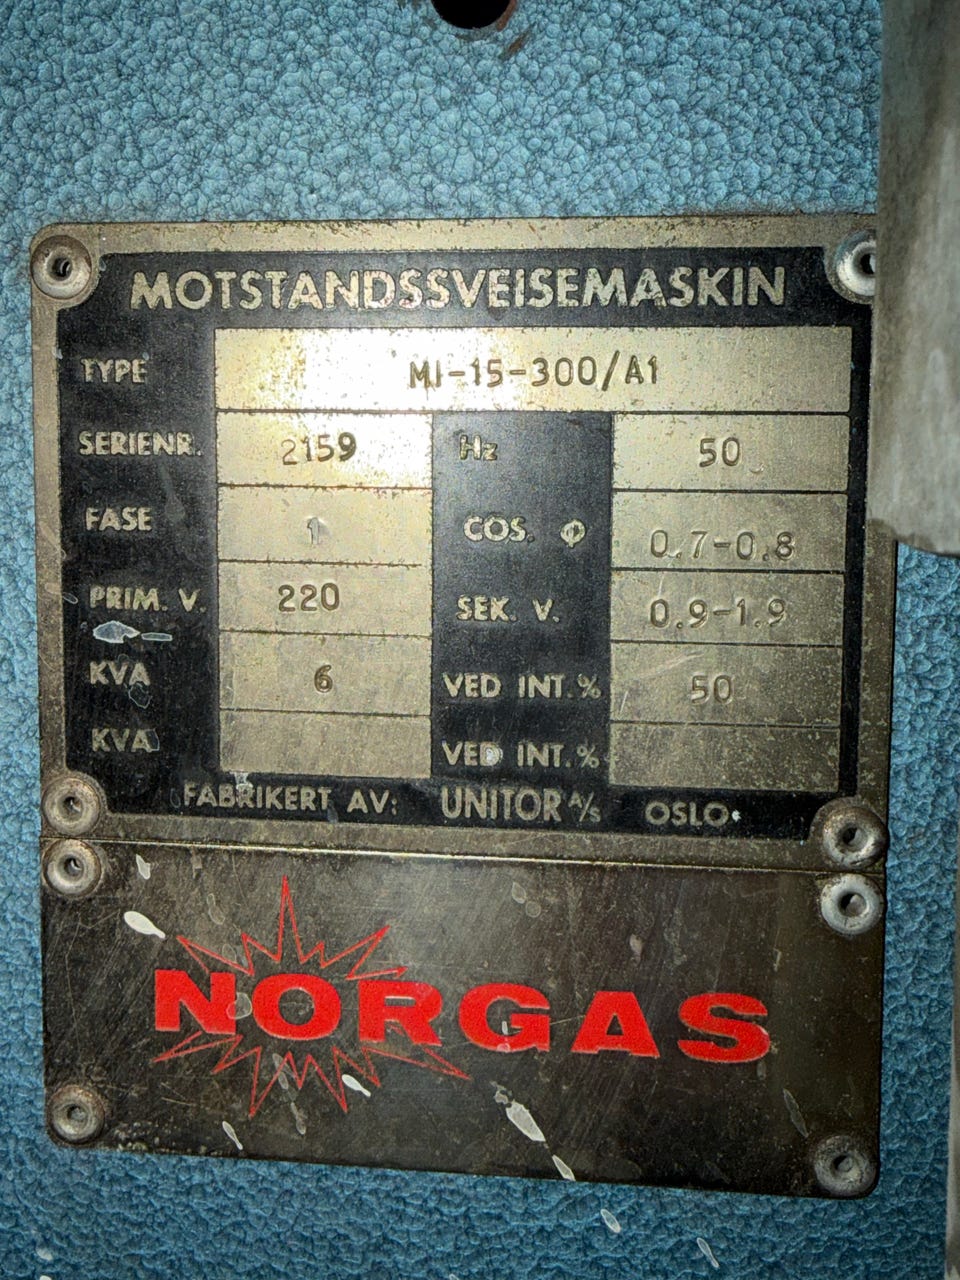 MOTSTANDSSVEISEMASKIN
TYPE MI-15-300/A1
SERIENR. 2159 Hz 50
FASE 1 COS. φ 0.7-0.8
PRIM. V. 220 SEK. V. 0.9-1.9
KVA 6 VED INT.% 50
KVA VED INT.%
FABRIKERT AV: UNITOR A/S OSLO
NORGAS